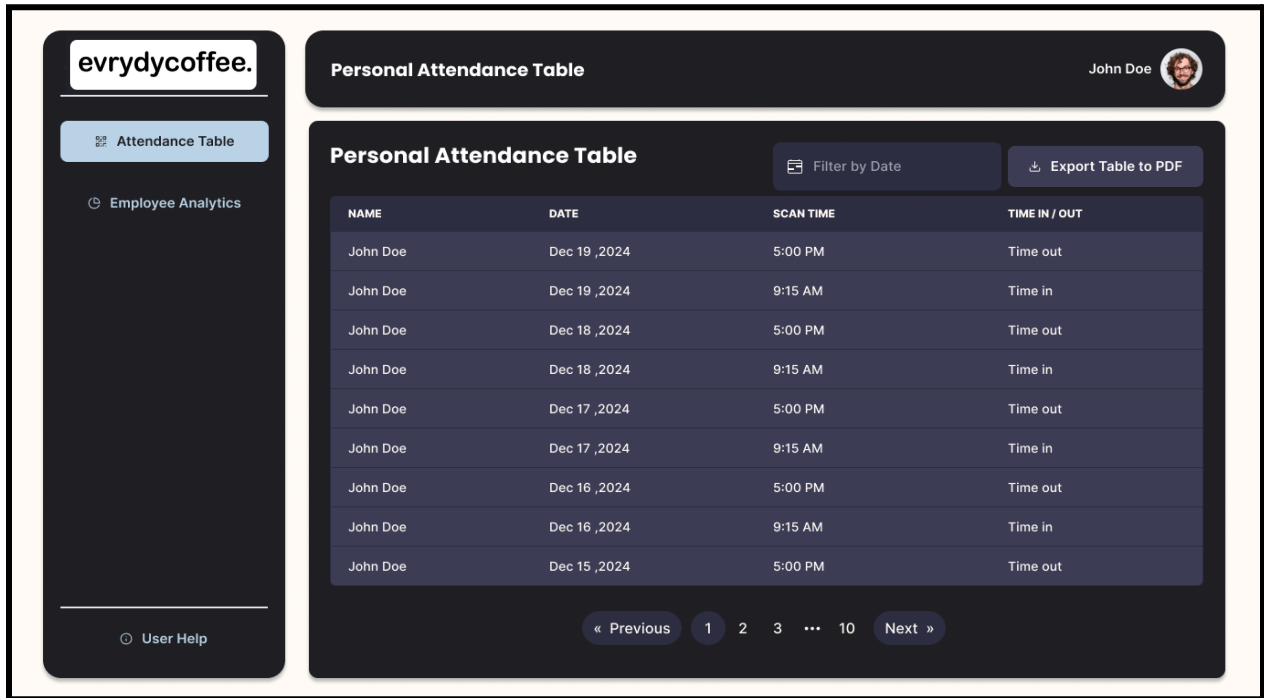 evrydycoffee.
Attendance Table
Employee Analytics
User Help
Personal Attendance Table
John Doe
Personal Attendance Table
Filter by Date
Export Table to PDF
NAME DATE SCAN TIME TIME IN / OUT
John Doe Dec 19 ,2024 5:00 PM Time out
John Doe Dec 19 ,2024 9:15 AM Time in
John Doe Dec 18 ,2024 5:00 PM Time out
John Doe Dec 18 ,2024 9:15 AM Time in
John Doe Dec 17 ,2024 5:00 PM Time out
John Doe Dec 17 ,2024 9:15 AM Time in
John Doe Dec 16 ,2024 5:00 PM Time out
John Doe Dec 16 ,2024 9:15 AM Time in
John Doe Dec 15 ,2024 5:00 PM Time out
« Previous 1 2 3 ··· 10 Next »